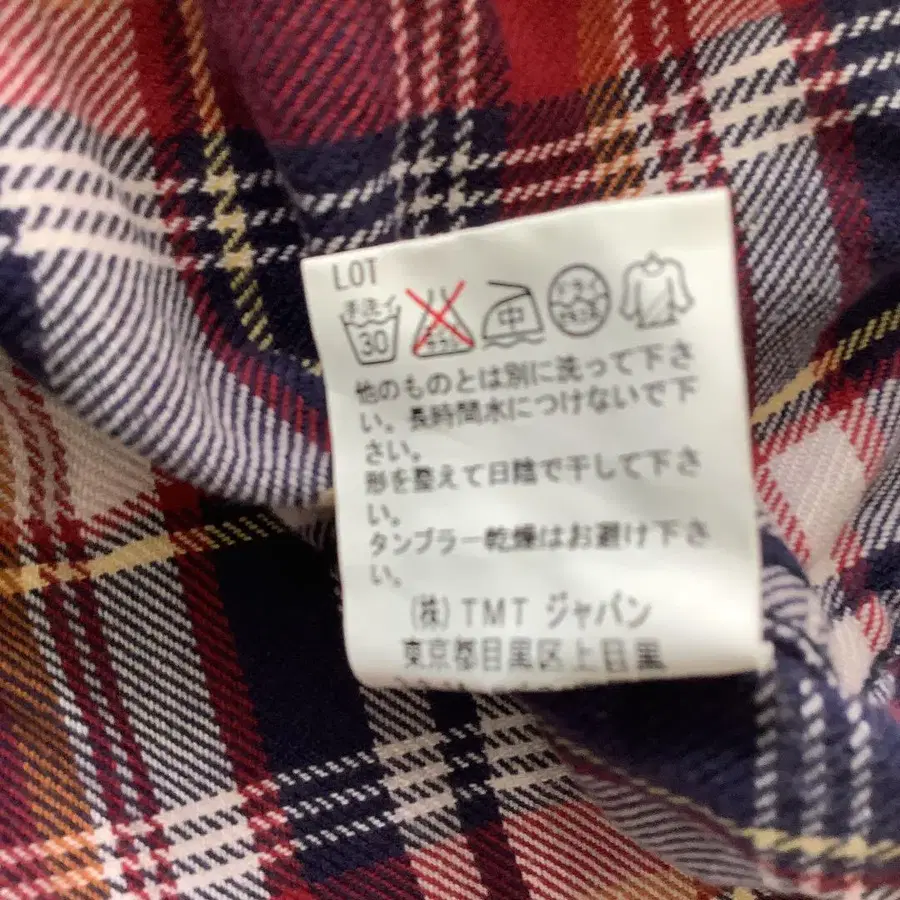 LOT
手洗イ
30
中
ドライ
他のものとは別に洗って下さ
い。長時間水につけないで下
さい。
形を整えて日陰で干して下さ
い。
タンブラー乾燥はお避け下さ
い。
(株)TMT ジャパン
東京都目黒区上目黒